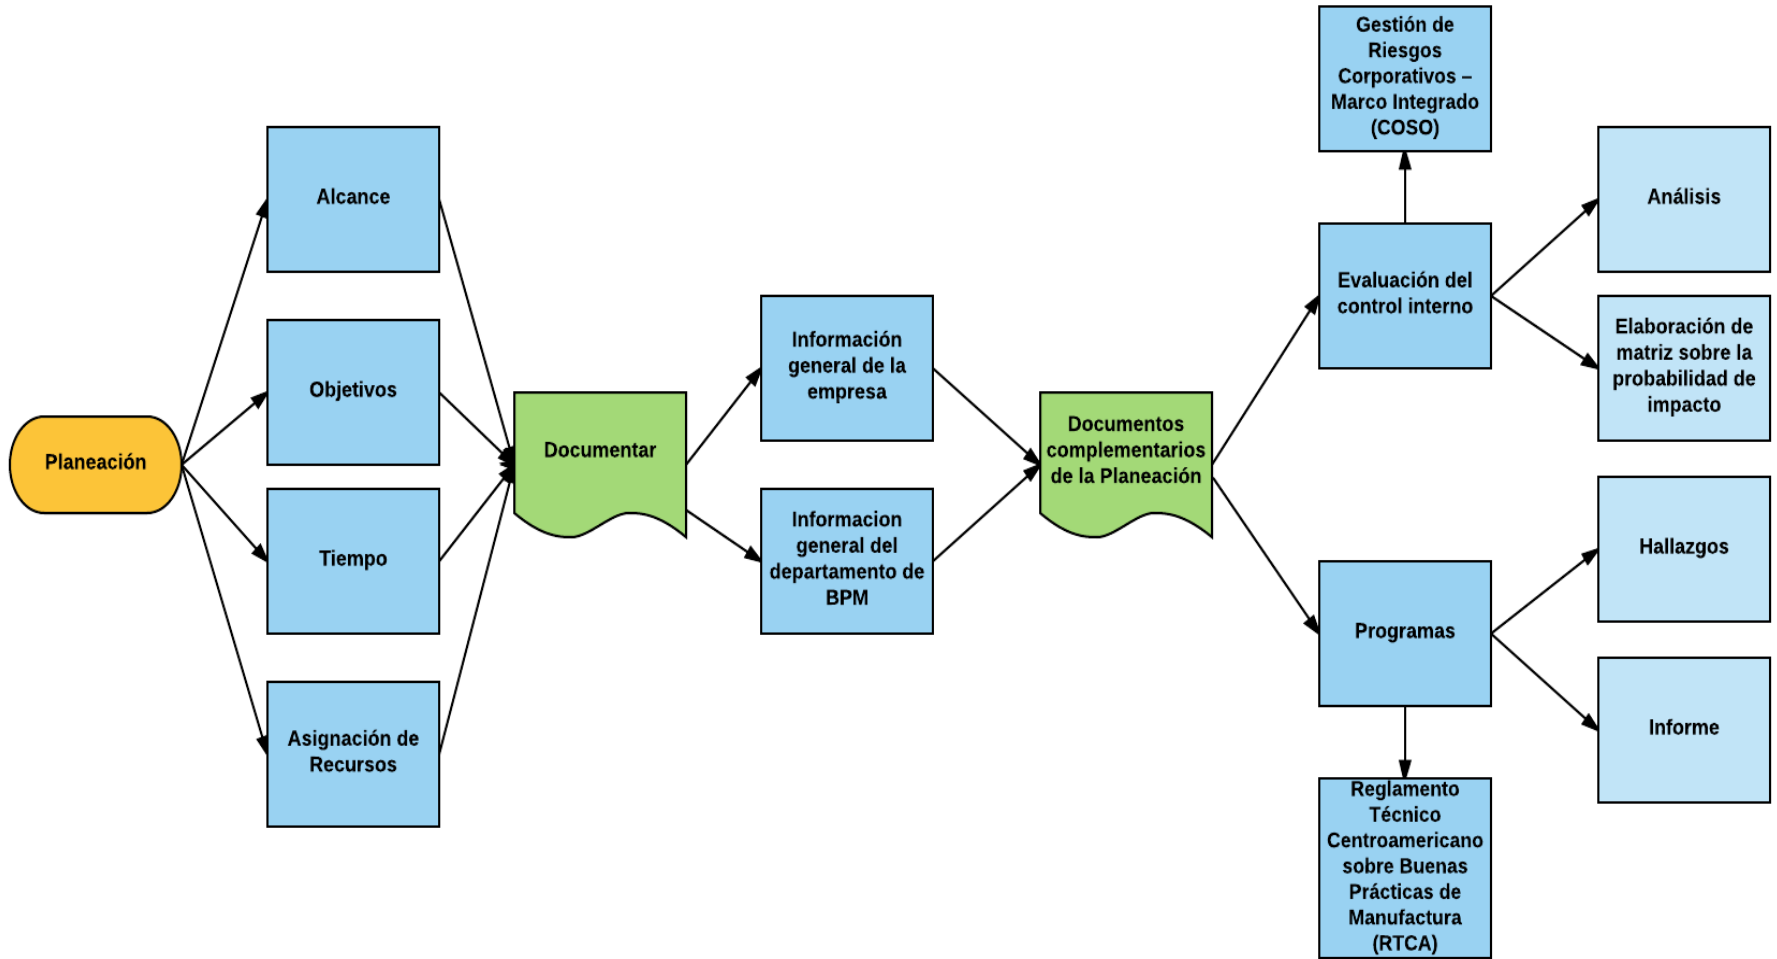 Planeación
Alcance
Objetivos
Tiempo
Asignación de
Recursos
Documentar
Información
general de la
empresa
Informacion
general del
departamento de
BPM
Documentos
complementarios
de la Planeación
Gestión de
Riesgos
Corporativos –
Marco Integrado
(COSO)
Evaluación del
control interno
Programas
Reglamento
Técnico
Centroamericano
sobre Buenas
Prácticas de
Manufactura
(RTCA)
Análisis
Elaboración de
matriz sobre la
probabilidad de
impacto
Hallazgos
Informe